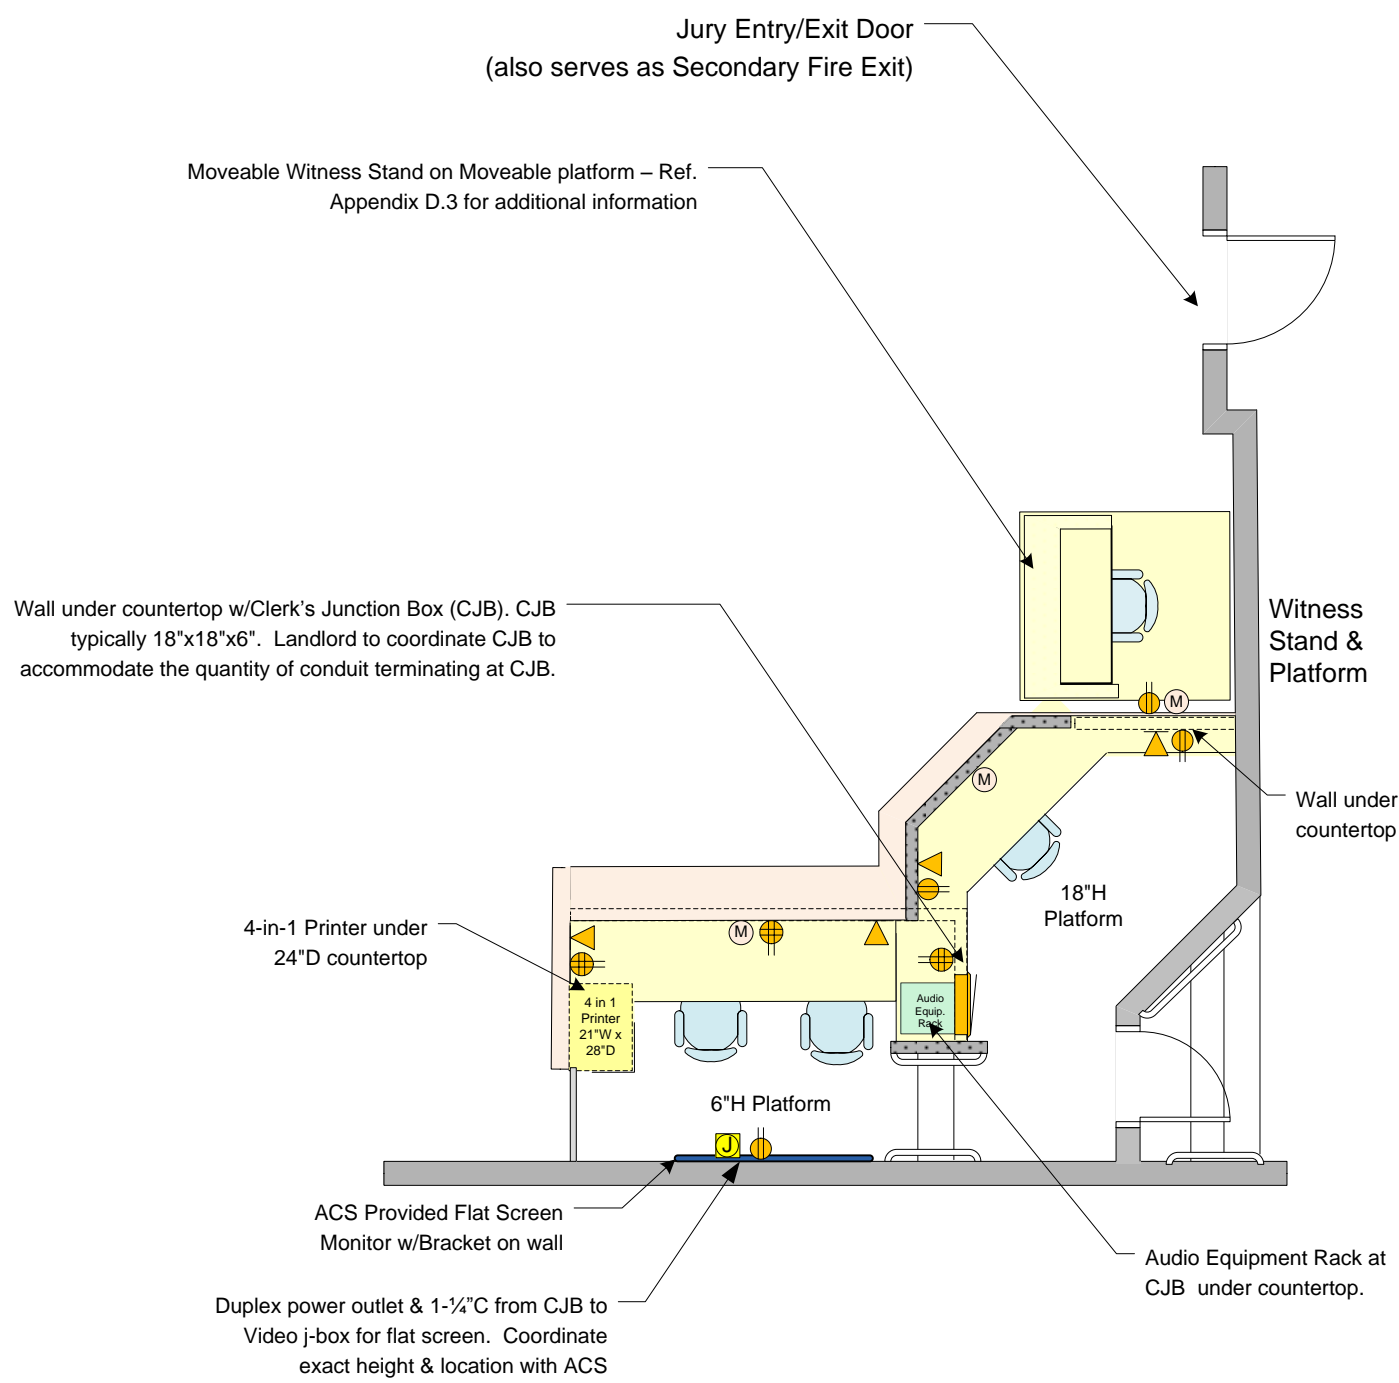 Jury Entry/Exit Door
(also serves as Secondary Fire Exit)
Moveable Witness Stand on Moveable platform – Ref.
Appendix D.3 for additional information
Wall under countertop w/Clerk's Junction Box (CJB). CJB
typically 18"x18"x6".  Landlord to coordinate CJB to
accommodate the quantity of conduit terminating at CJB.
Witness
Stand &
Platform
M
M
Wall under
countertop
18"H
Platform
4-in-1 Printer under
24"D countertop
M
4 in 1
Printer
21"W x
28"D
Audio
Equip.
Rack
6"H Platform
J
ACS Provided Flat Screen
Monitor w/Bracket on wall
Audio Equipment Rack at
CJB  under countertop.
Duplex power outlet & 1-¼”C from CJB to
Video j-box for flat screen.  Coordinate
exact height & location with ACS